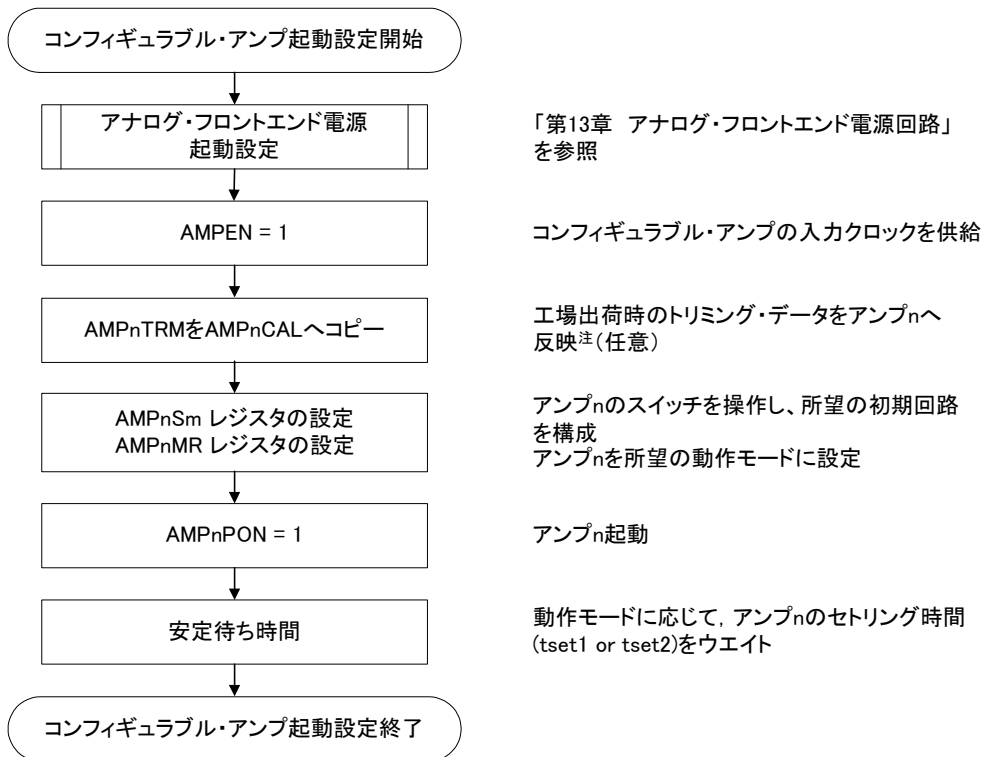 コンフィギュラブル・アンプ起動設定開始
アナログ・フロントエンド電源
起動設定
「第13章 アナログ・フロントエンド電源回路」
を参照
AMPEN = 1
コンフィギュラブル・アンプの入力クロックを供給
AMPnTRMをAMPnCALへコピー
工場出荷時のトリミング・データをアンプnへ
反映注(任意)
AMPnSm レジスタの設定
AMPnMR レジスタの設定
アンプnのスイッチを操作し、所望の初期回路
を構成
アンプnを所望の動作モードに設定
AMPnPON = 1
アンプn起動
安定待ち時間
動作モードに応じて, アンプnのセトリング時間
(tset1 or tset2)をウエイト
コンフィギュラブル・アンプ起動設定終了